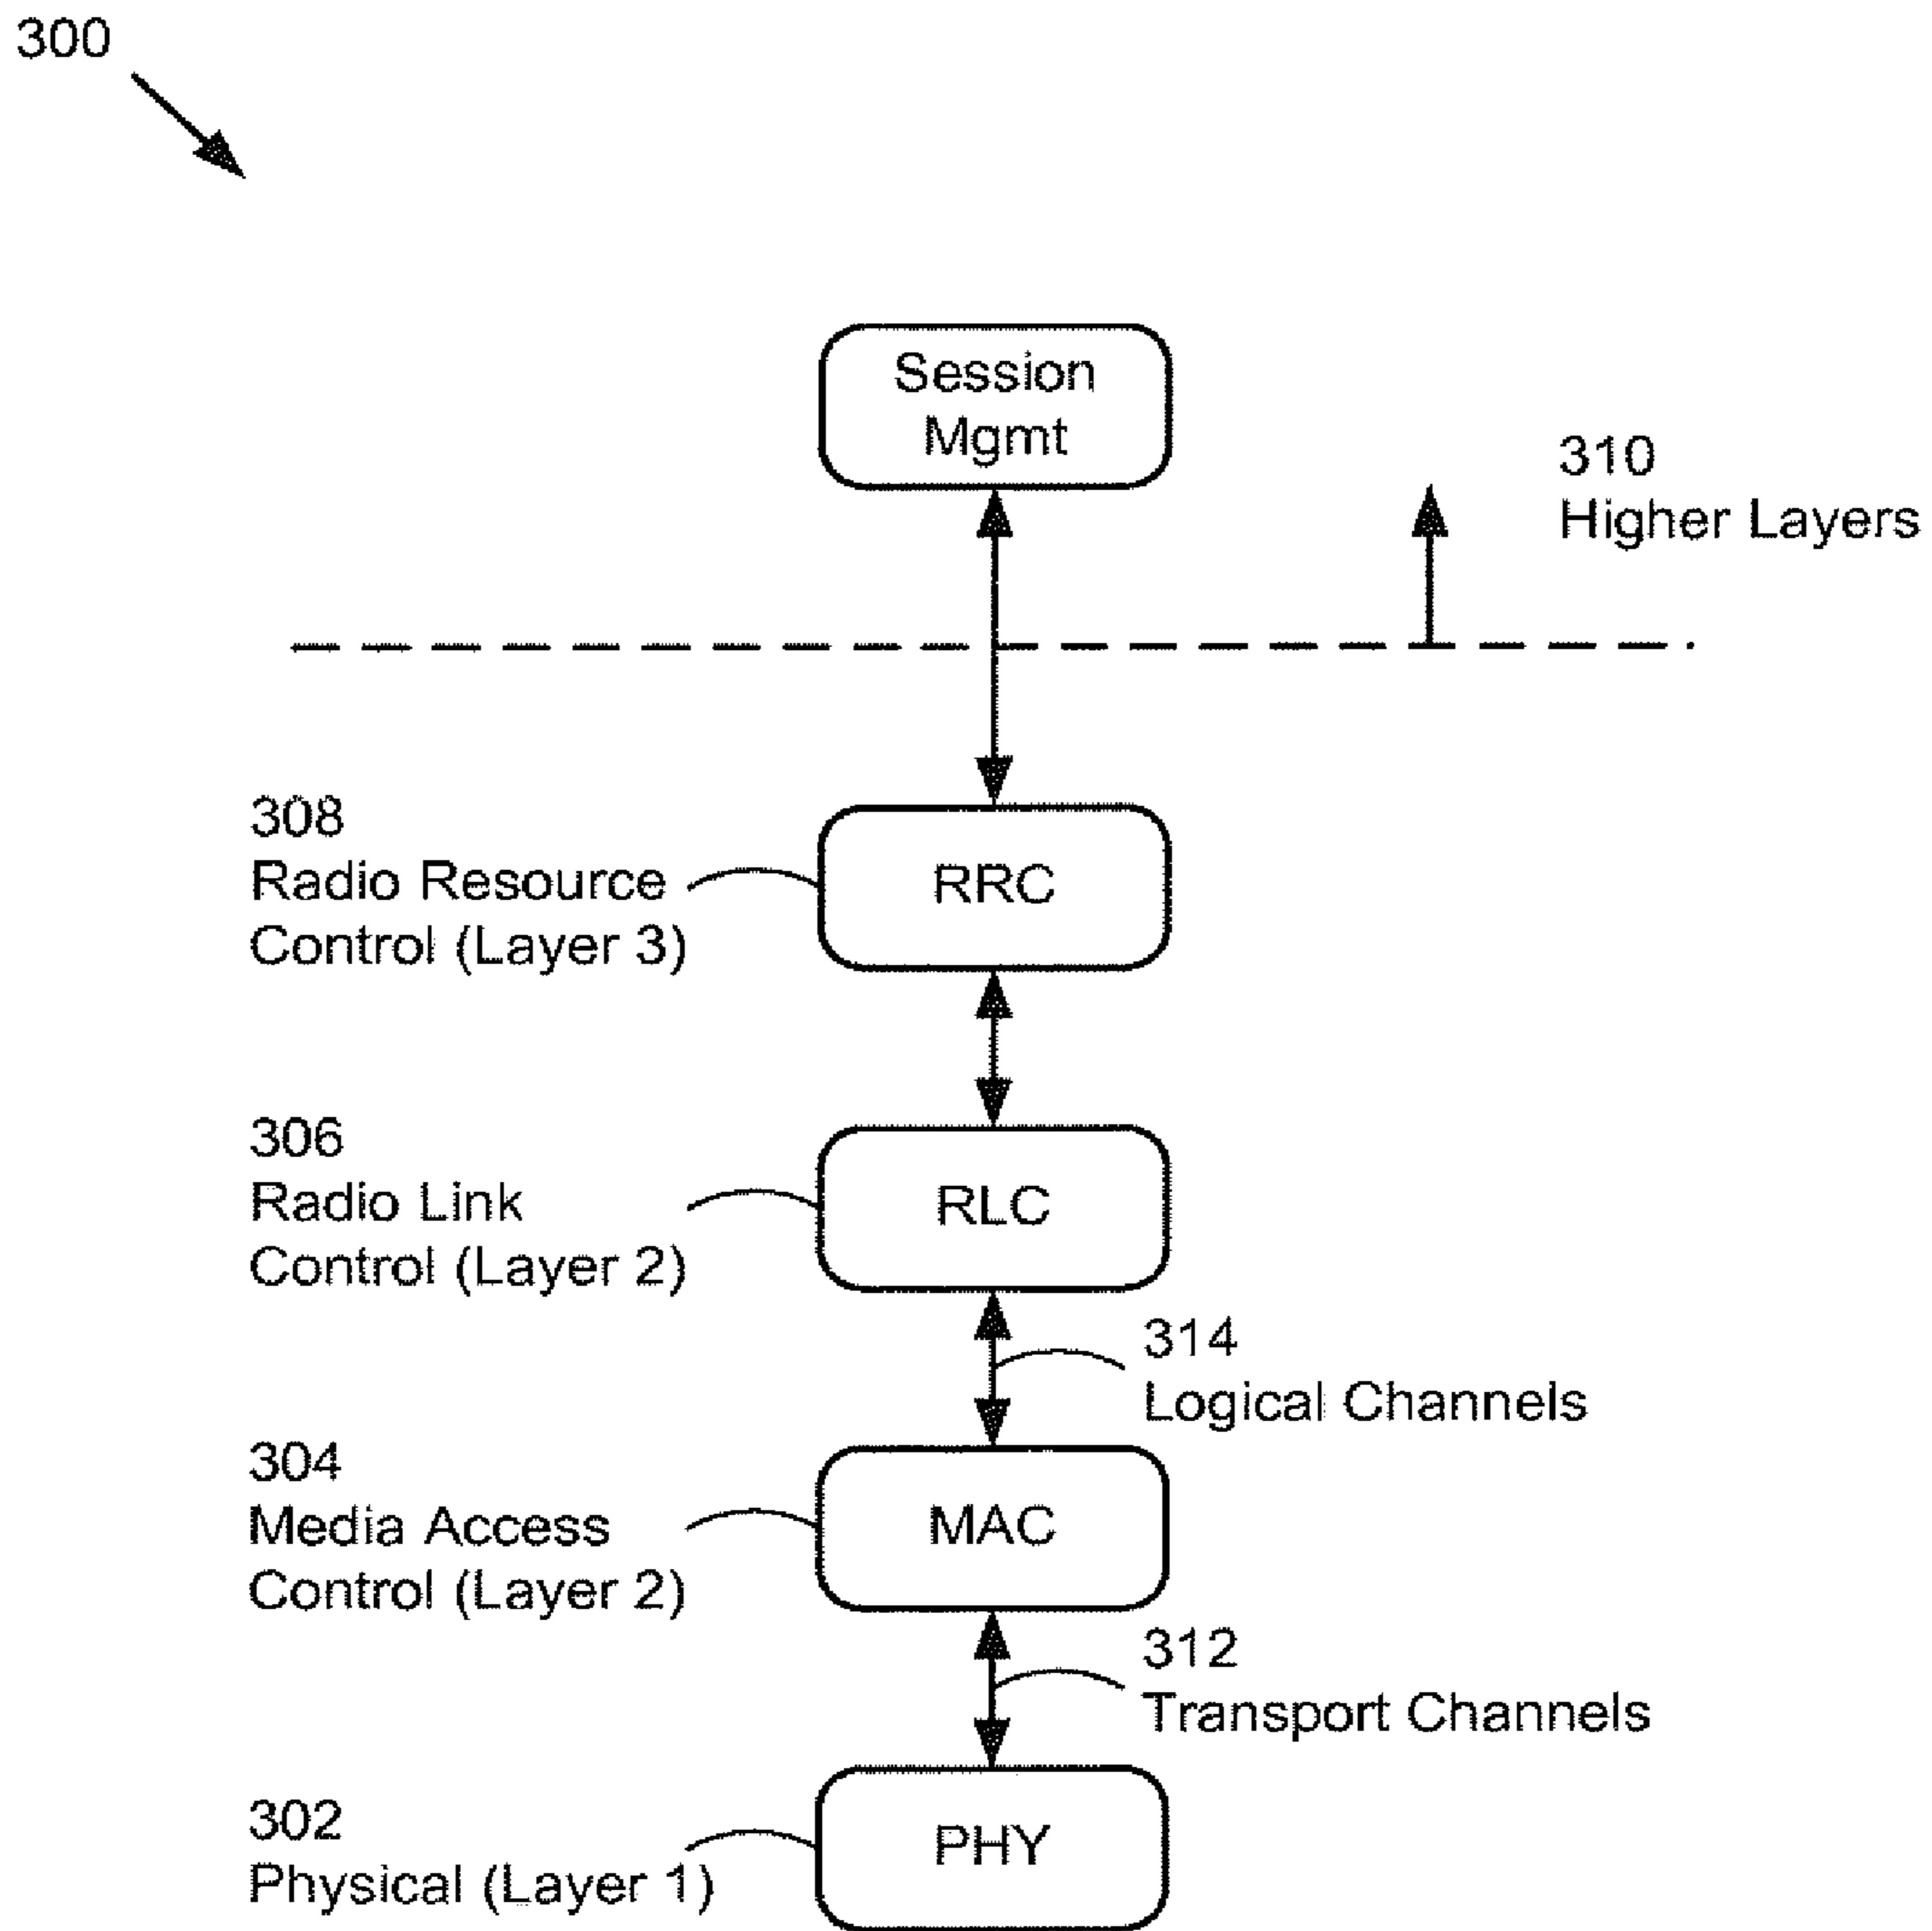 300
Session
Mgmt
310
Higher Layers
308
Radio Resource
Control (Layer 3)
RRC
306
Radio Link
Control (Layer 2)
RLC
314
Logical Channels
304
Media Access
Control (Layer 2)
MAC
312
Transport Channels
302
Physical (Layer 1)
PHY